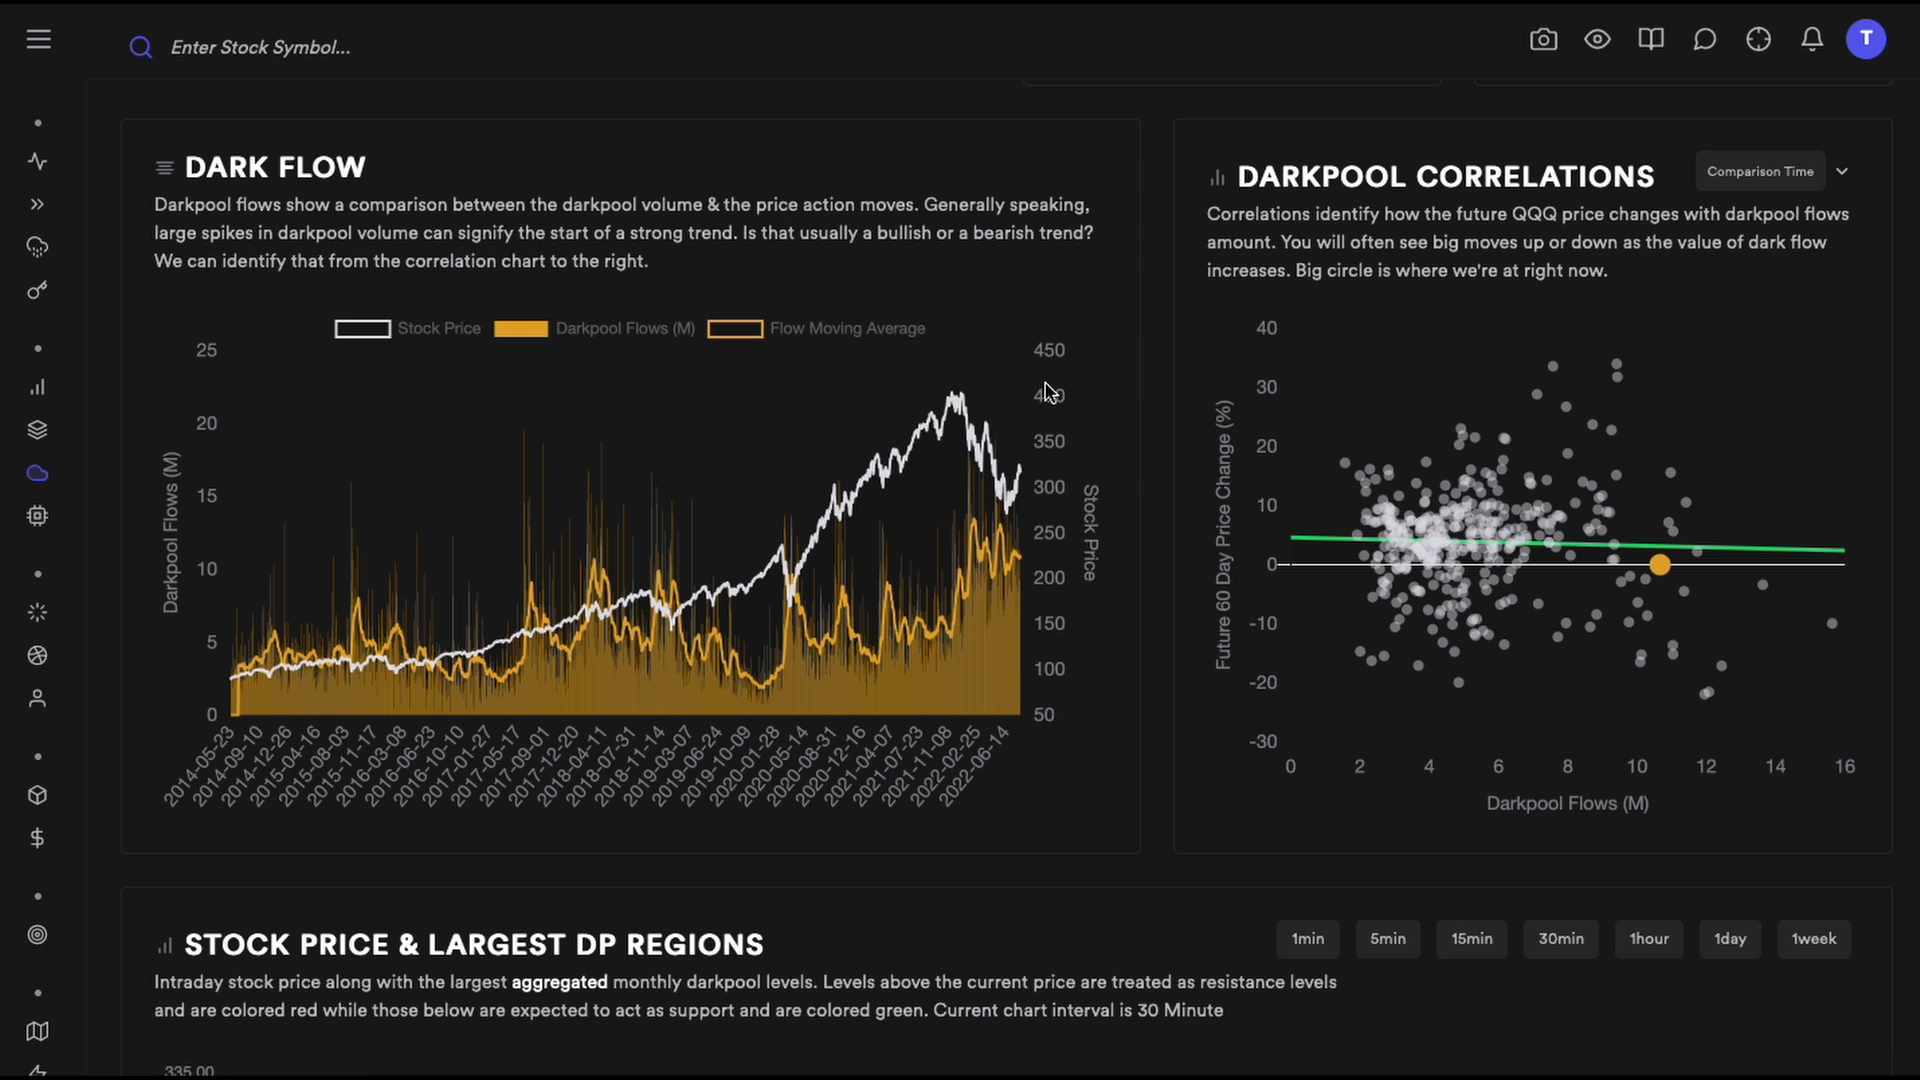 Enter Stock Symbol...
T
DARK FLOW
Darkpool flows show a comparison between the darkpool volume & the price action moves. Generally speaking,
large spikes in darkpool volume can signify the start of a strong trend. Is that usually a bullish or a bearish trend?
We can identify that from the correlation chart to the right.
Stock Price
Darkpool Flows (M)
Flow Moving Average
25
20
15
10
5
0
Darkpool Flows (M)
450
350
300
250
200
150
100
50
Stock Price
2014-05-23
2014-09-10
2014-12-26
2015-04-16
2015-08-03
2015-11-17
2016-03-08
2016-06-23
2016-10-10
2017-01-27
2017-05-17
2017-09-01
2017-12-20
2018-04-11
2018-07-31
2018-11-14
2019-03-07
2019-06-24
2019-10-09
2020-01-28
2020-05-14
2020-08-31
2020-12-16
2021-04-07
2021-07-23
2021-11-08
2022-02-25
2022-06-14
DARKPOOL CORRELATIONS
Comparison Time
Correlations identify how the future QQQ price changes with darkpool flows
amount. You will often see big moves up or down as the value of dark flow
increases. Big circle is where we're at right now.
40
30
20
10
0
-10
-20
-30
Future 60 Day Price Change (%)
0
2
4
6
8
10
12
14
16
Darkpool Flows (M)
STOCK PRICE & LARGEST DP REGIONS
1min
5min
15min
30min
1hour
1day
1week
Intraday stock price along with the largest aggregated monthly darkpool levels. Levels above the current price are treated as resistance levels
and are colored red while those below are expected to act as support and are colored green. Current chart interval is 30 Minute
335.00